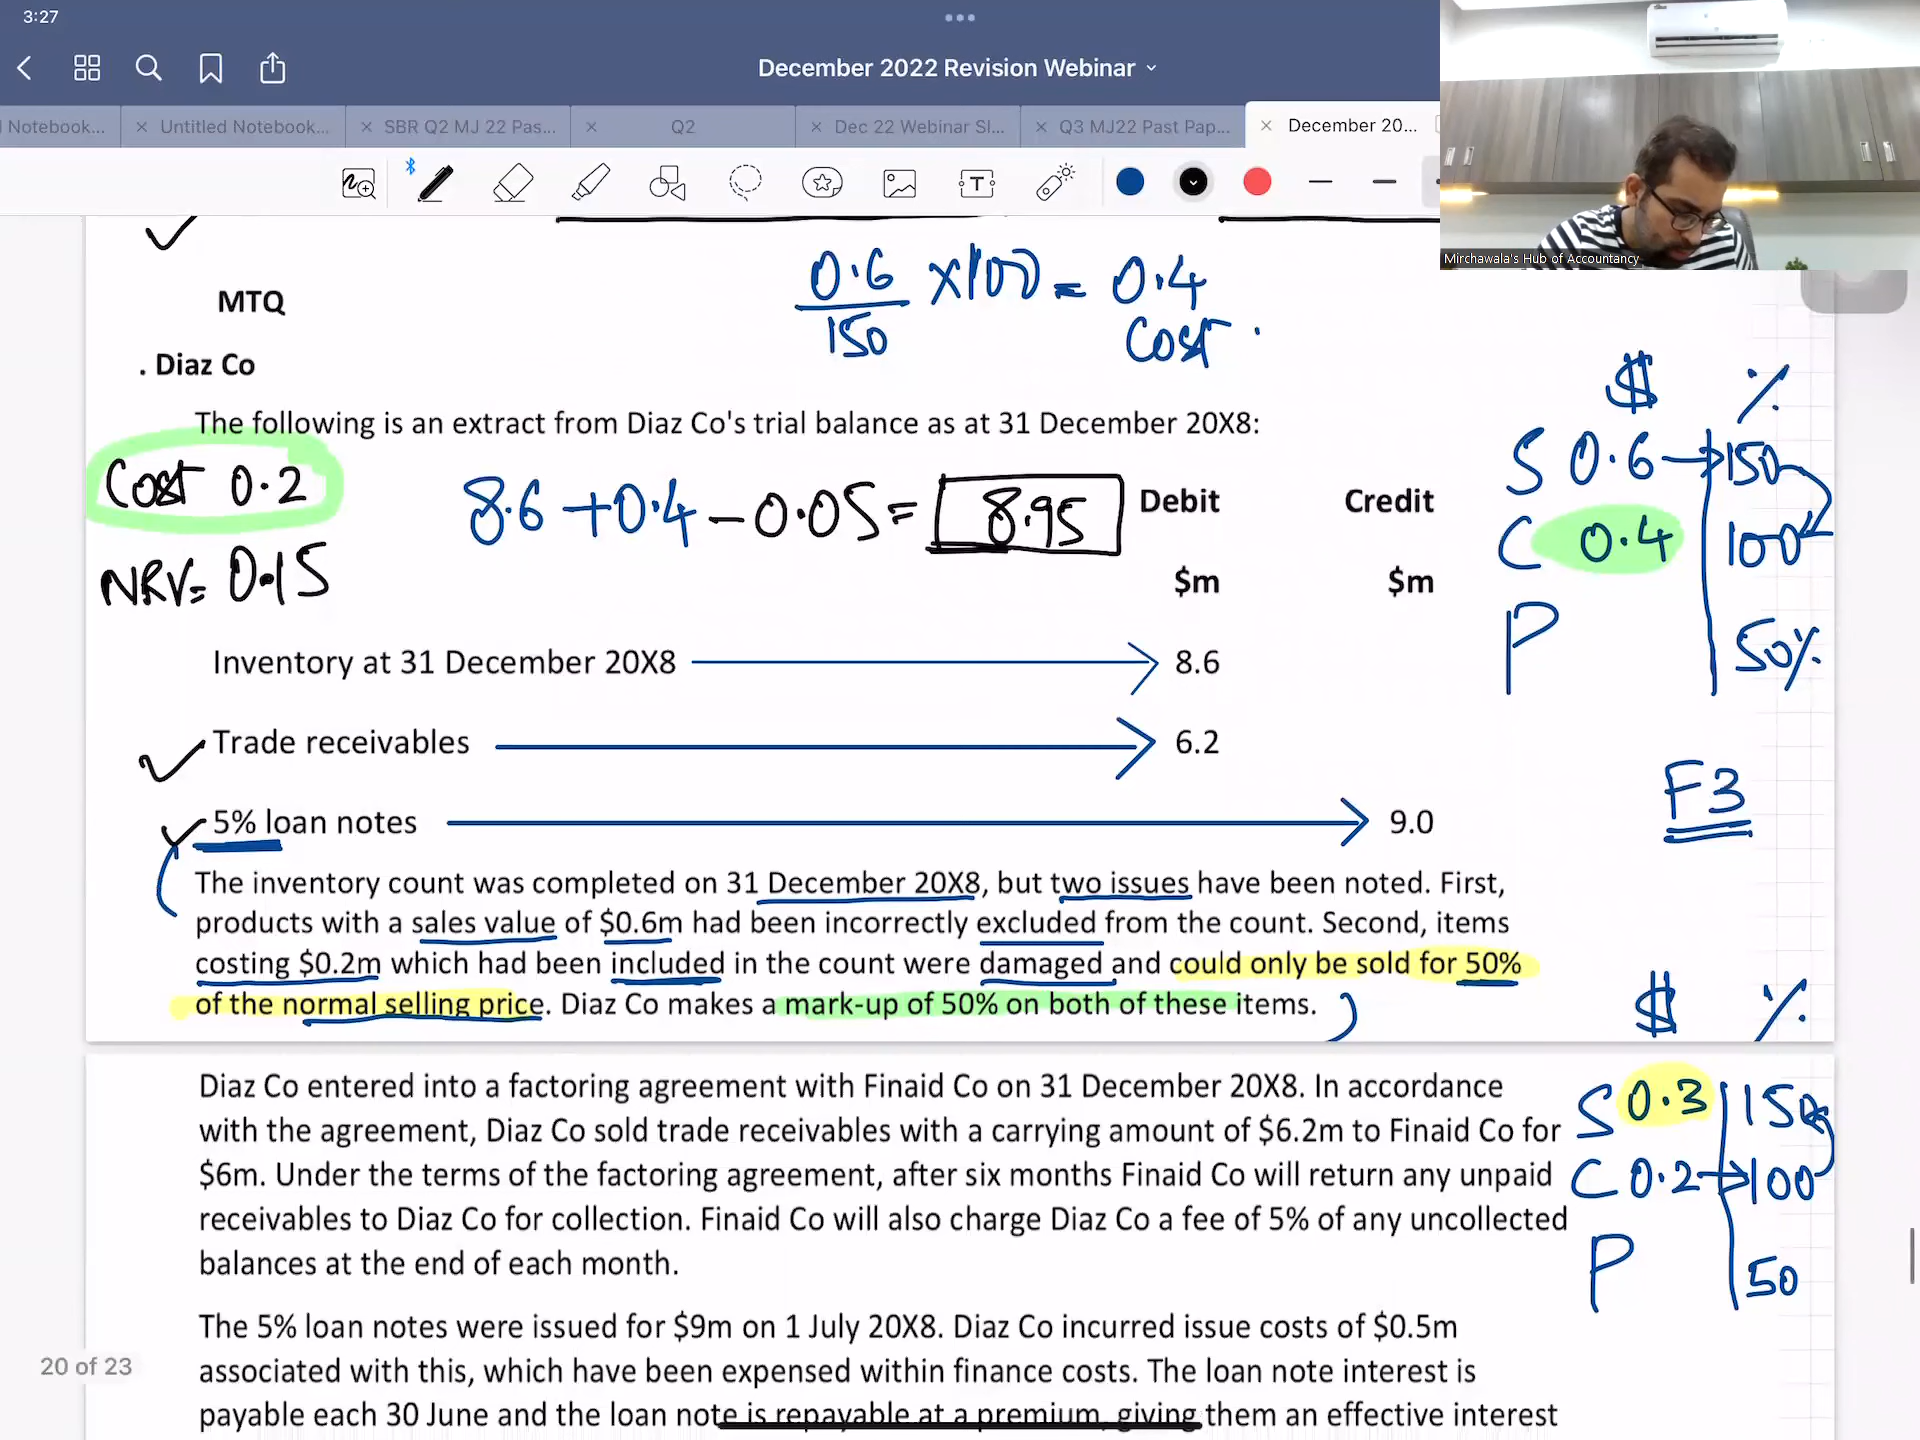 3:27
December 2022 Revision Webinar
l Notebook...
Untitled Notebook...
SBR Q2 MJ 22 Pas...
Q2
Dec 22 Webinar Sl...
Q3 MJ22 Past Pap...
December 20...
Mirchawala's Hub of Accountancy
0.6 / 150 ×100 = 0.4
Cost
MTQ
. Diaz Co
The following is an extract from Diaz Co's trial balance as at 31 December 20X8:
$ %
S 0.6 → 150
C 0.4 100
P 50%
Cost 0.2
NRV= 0.15
8.6 + 0.4 – 0.05 = 8.95
Debit Credit
$m $m
Inventory at 31 December 20X8 8.6
Trade receivables 6.2
5% loan notes 9.0
F3
The inventory count was completed on 31 December 20X8, but two issues have been noted. First,
products with a sales value of $0.6m had been incorrectly excluded from the count. Second, items
costing $0.2m which had been included in the count were damaged and could only be sold for 50%
of the normal selling price. Diaz Co makes a mark-up of 50% on both of these items.
$ %
S 0.3 150
C 0.2 → 100
P 50
Diaz Co entered into a factoring agreement with Finaid Co on 31 December 20X8. In accordance
with the agreement, Diaz Co sold trade receivables with a carrying amount of $6.2m to Finaid Co for
$6m. Under the terms of the factoring agreement, after six months Finaid Co will return any unpaid
receivables to Diaz Co for collection. Finaid Co will also charge Diaz Co a fee of 5% of any uncollected
balances at the end of each month.
The 5% loan notes were issued for $9m on 1 July 20X8. Diaz Co incurred issue costs of $0.5m
associated with this, which have been expensed within finance costs. The loan note interest is
payable each 30 June and the loan note is repayable at a premium, giving them an effective interest
20 of 23